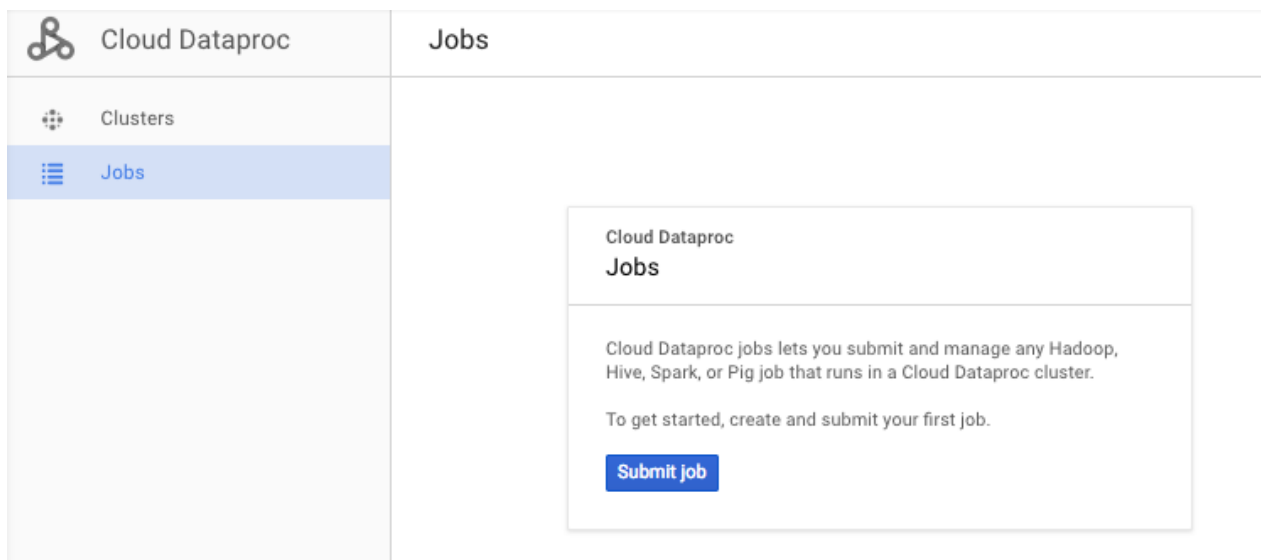 Cloud Dataproc
Jobs
Clusters
Jobs
Cloud Dataproc
Jobs
Cloud Dataproc jobs lets you submit and manage any Hadoop,
Hive, Spark, or Pig job that runs in a Cloud Dataproc cluster.
To get started, create and submit your first job.
Submit job